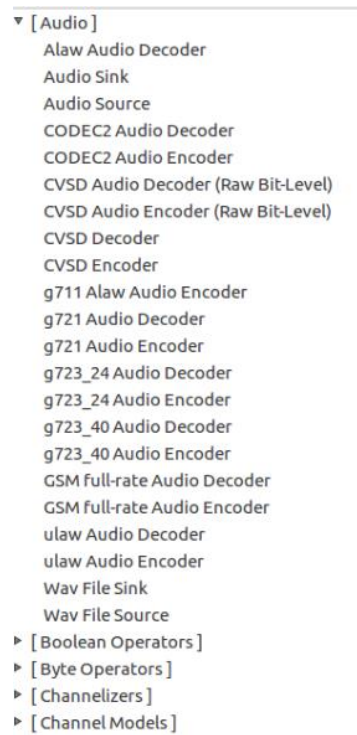 [ Audio ]
Alaw Audio Decoder
Audio Sink
Audio Source
CODEC2 Audio Decoder
CODEC2 Audio Encoder
CVSD Audio Decoder (Raw Bit-Level)
CVSD Audio Encoder (Raw Bit-Level)
CVSD Decoder
CVSD Encoder
g711 Alaw Audio Encoder
g721 Audio Decoder
g721 Audio Encoder
g723_24 Audio Decoder
g723_24 Audio Encoder
g723_40 Audio Decoder
g723_40 Audio Encoder
GSM full-rate Audio Decoder
GSM full-rate Audio Encoder
ulaw Audio Decoder
ulaw Audio Encoder
Wav File Sink
Wav File Source
[ Boolean Operators ]
[ Byte Operators ]
[ Channelizers ]
[ Channel Models ]